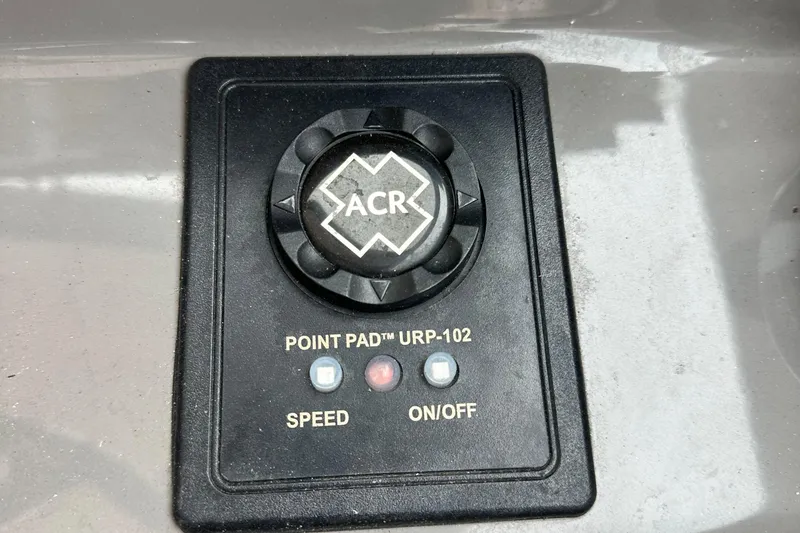 ACR
POINT PAD™ URP-102
SPEED
ON/OFF